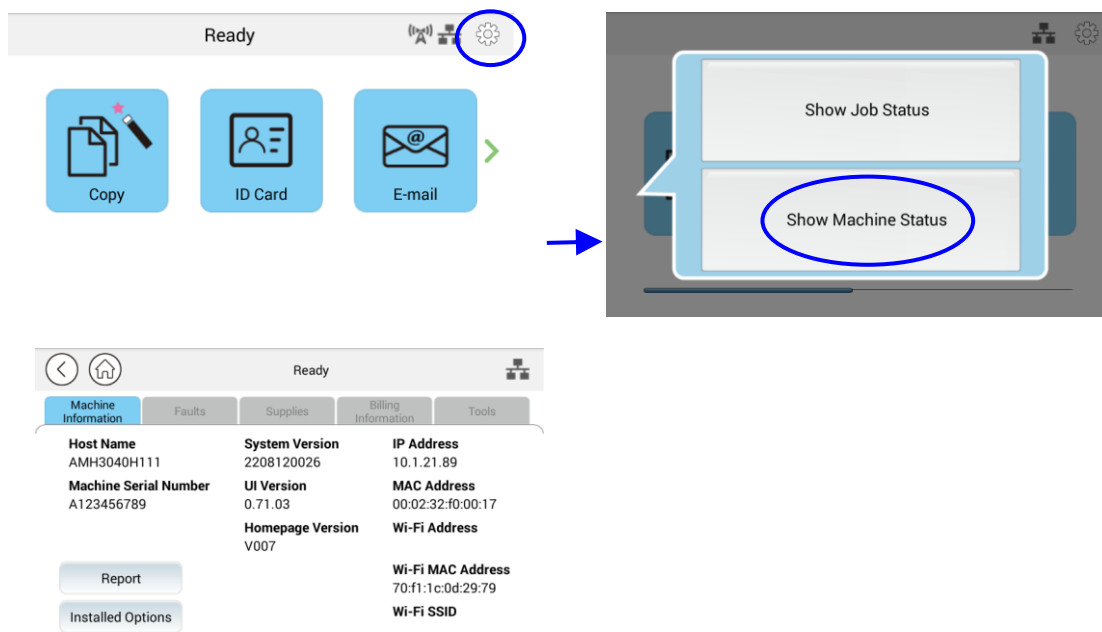 Ready
Copy
ID Card
E-mail
Show Job Status
Show Machine Status
Ready
Machine
Information
Faults
Supplies
Billing
Information
Tools
Host Name
AMH3040H111
Machine Serial Number
A123456789
System Version
2208120026
UI Version
0.71.03
Homepage Version
V007
IP Address
10.1.21.89
MAC Address
00:02:32:f0:00:17
Wi-Fi Address
Wi-Fi MAC Address
70:f1:1c:0d:29:79
Wi-Fi SSID
Report
Installed Options